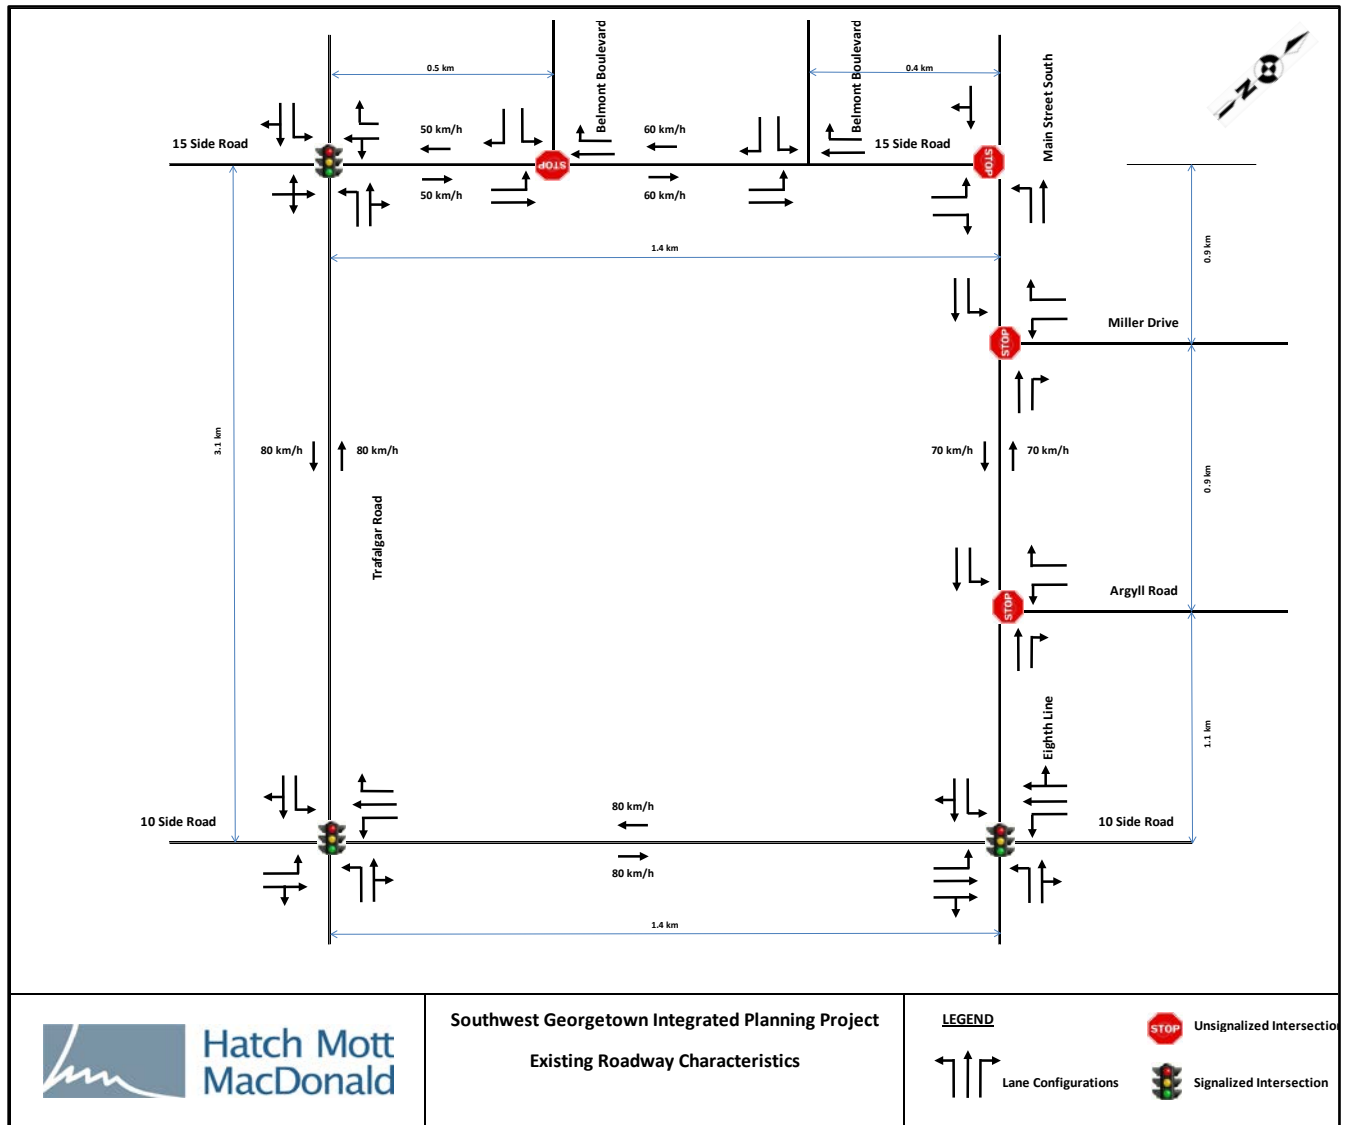 Belmont Boulevard
Belmont Boulevard
Main Street South
0.5 km
0.4 km
N
15 Side Road
50 km/h
60 km/h
15 Side Road
STOP
STOP
50 km/h
60 km/h
1.4 km
0.9 km
Miller Drive
STOP
3.1 km
80 km/h
80 km/h
70 km/h
70 km/h
0.9 km
Trafalgar Road
Argyll Road
STOP
Eighth Line
1.1 km
10 Side Road
80 km/h
10 Side Road
80 km/h
1.4 km
Hatch Mott
MacDonald
Southwest Georgetown Integrated Planning Project
Existing Roadway Characteristics
LEGEND
Lane Configurations
STOP
Unsignalized Intersection
Signalized Intersection